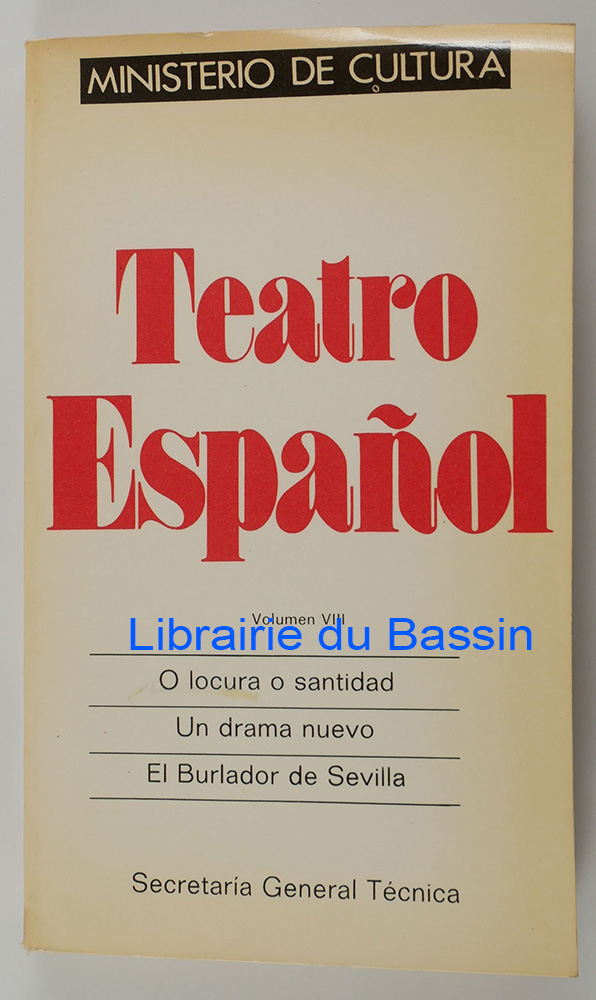 MINISTERIO DE CULTURA
Teatro
Español
Volumen VIII
Librairie du Bassin
O locura o santidad
Un drama nuevo
El Burlador de Sevilla
Secretaría General Técnica